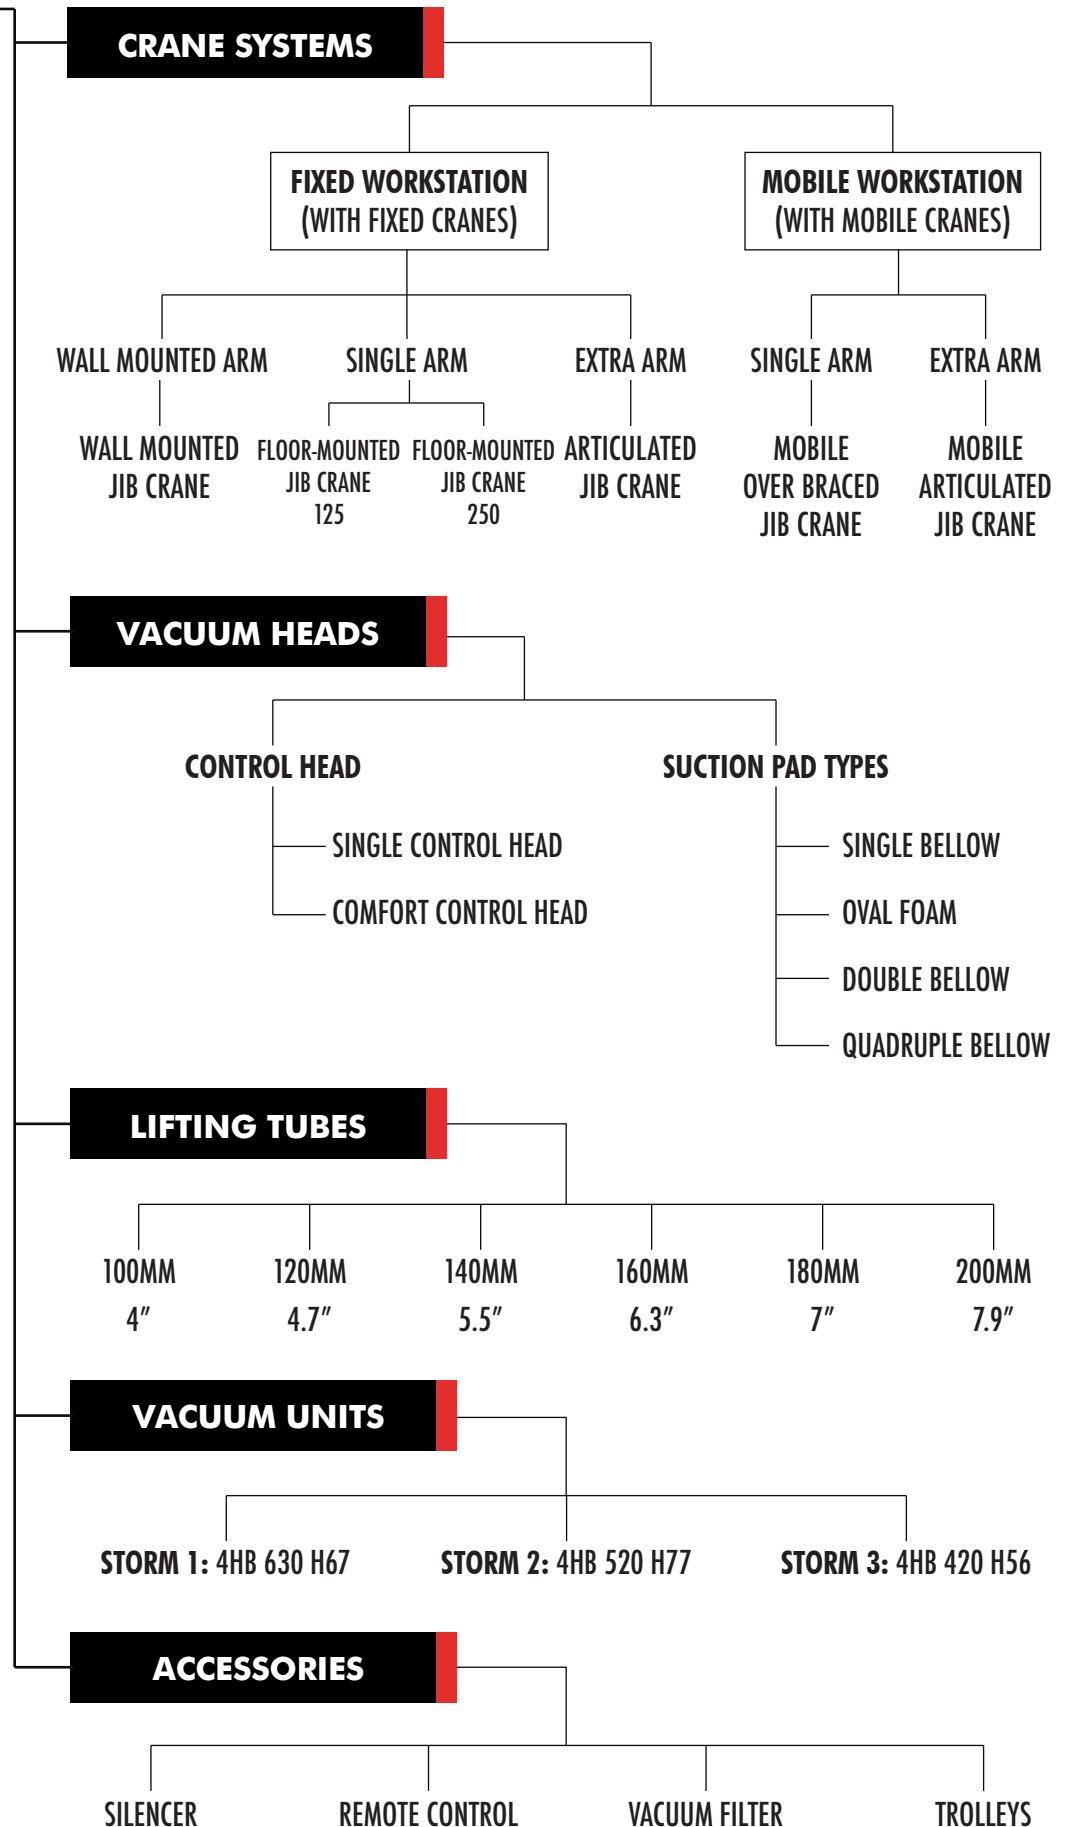 CRANE SYSTEMS
FIXED WORKSTATION
(WITH FIXED CRANES)
MOBILE WORKSTATION
(WITH MOBILE CRANES)
WALL MOUNTED ARM
SINGLE ARM
EXTRA ARM
SINGLE ARM
EXTRA ARM
WALL MOUNTED
JIB CRANE
FLOOR-MOUNTED
JIB CRANE
125
FLOOR-MOUNTED
JIB CRANE
250
ARTICULATED
JIB CRANE
MOBILE
OVER BRACED
JIB CRANE
MOBILE
ARTICULATED
JIB CRANE
VACUUM HEADS
CONTROL HEAD
SINGLE CONTROL HEAD
COMFORT CONTROL HEAD
SUCTION PAD TYPES
SINGLE BELLOW
OVAL FOAM
DOUBLE BELLOW
QUADRUPLE BELLOW
LIFTING TUBES
100MM
4”
120MM
4.7”
140MM
5.5”
160MM
6.3”
180MM
7”
200MM
7.9”
VACUUM UNITS
STORM 1: 4HB 630 H67
STORM 2: 4HB 520 H77
STORM 3: 4HB 420 H56
ACCESSORIES
SILENCER
REMOTE CONTROL
VACUUM FILTER
TROLLEYS